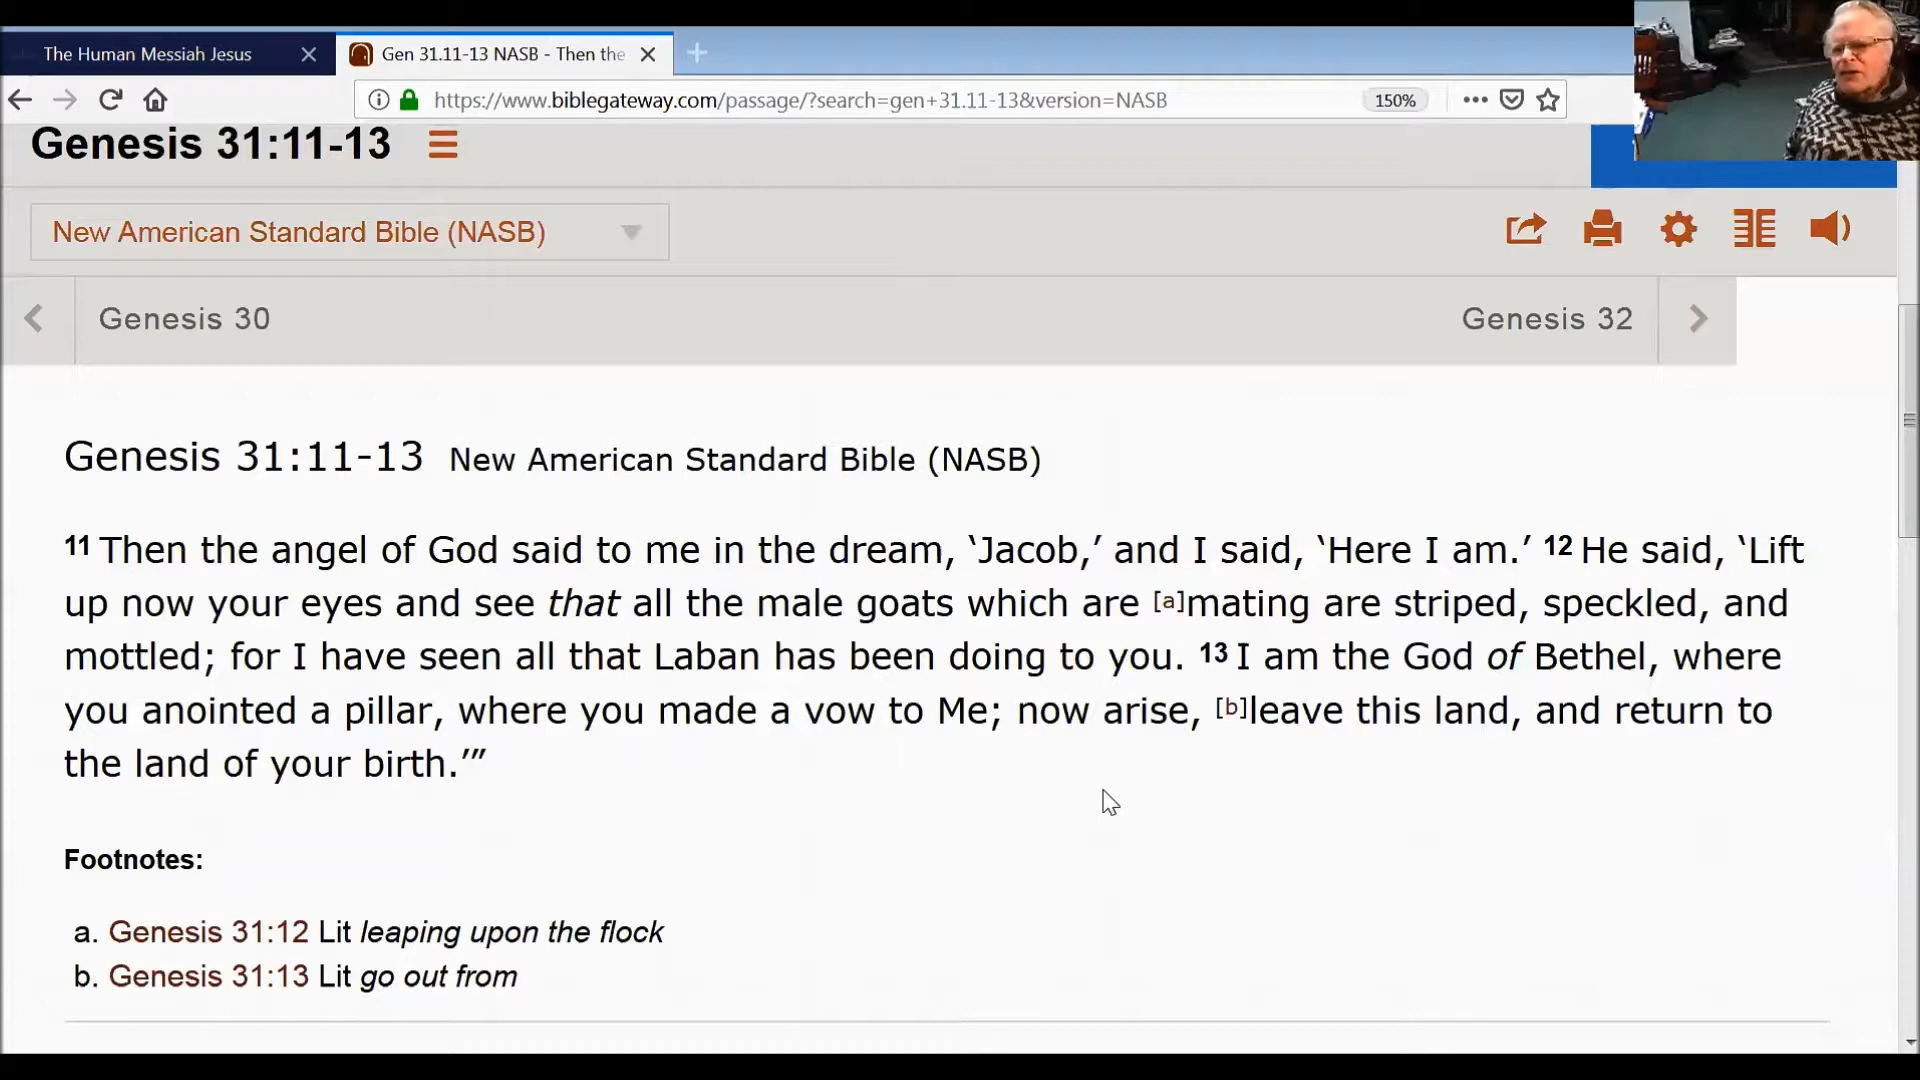 The Human Messiah Jesus
Gen 31.11-13 NASB - Then the
https://www.biblegateway.com/passage/?search=gen+31.11-13&version=NASB
150%
Genesis 31:11-13
New American Standard Bible (NASB)
Genesis 30
Genesis 32
Genesis 31:11-13 New American Standard Bible (NASB)
11 Then the angel of God said to me in the dream, ‘Jacob,’ and I said, ‘Here I am.’ 12 He said, ‘Lift
up now your eyes and see that all the male goats which are [a]mating are striped, speckled, and
mottled; for I have seen all that Laban has been doing to you. 13 I am the God of Bethel, where
you anointed a pillar, where you made a vow to Me; now arise, [b]leave this land, and return to
the land of your birth.’”
Footnotes:
a. Genesis 31:12 Lit leaping upon the flock
b. Genesis 31:13 Lit go out from